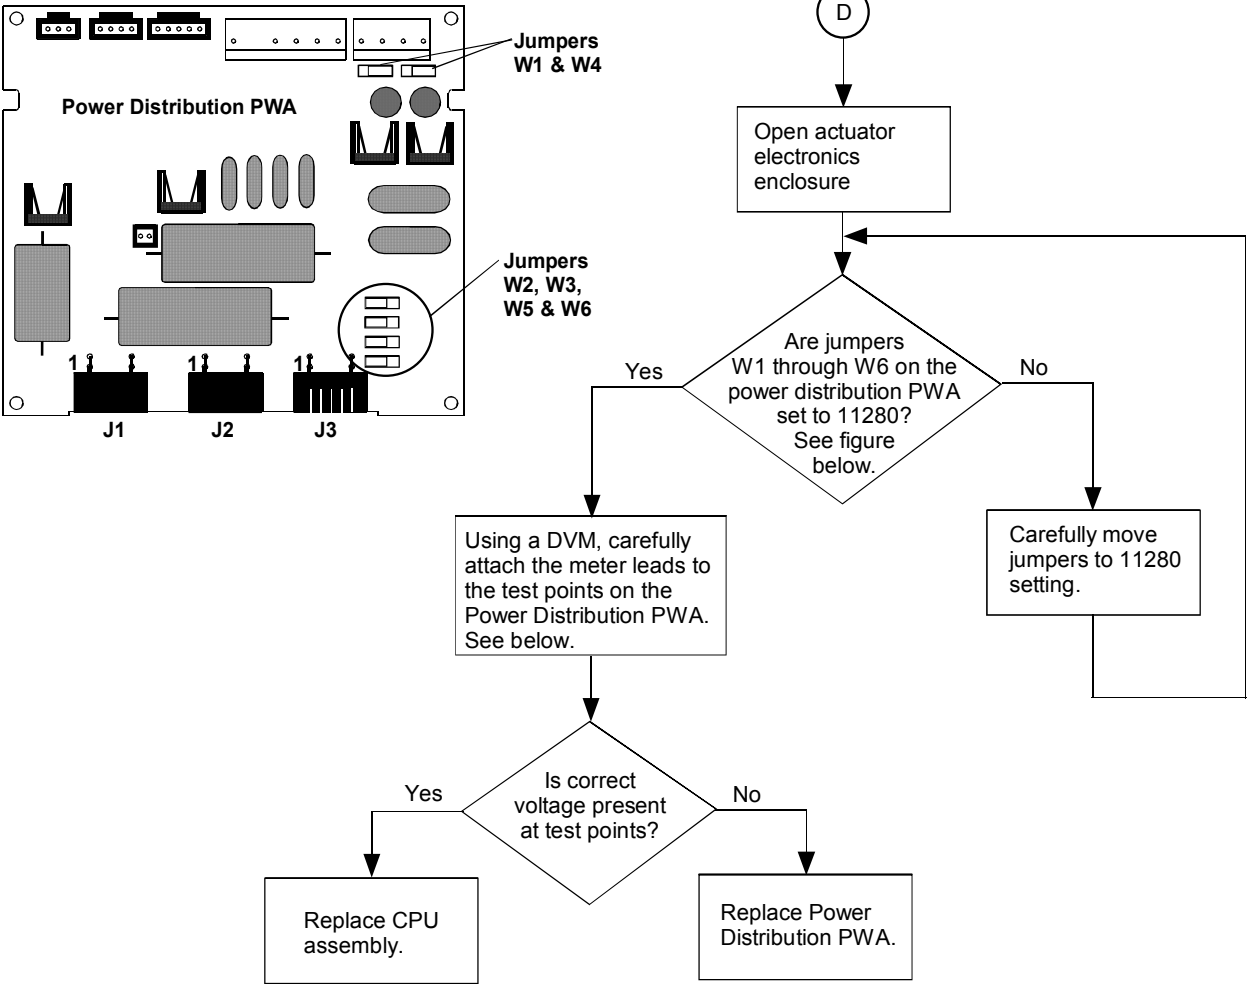 Jumpers
W1 & W4
Power Distribution PWA
Jumpers
W2, W3,
W5 & W6
1
1
1
J1
J2
J3
D
Open actuator
electronics
enclosure
Are jumpers
W1 through W6 on the
power distribution PWA
set to 11280?
See figure
below.
Yes
No
Using a DVM, carefully
attach the meter leads to
the test points on the
Power Distribution PWA.
See below.
Carefully move
jumpers to 11280
setting.
Is correct
voltage present
at test points?
Yes
No
Replace CPU
assembly.
Replace Power
Distribution PWA.